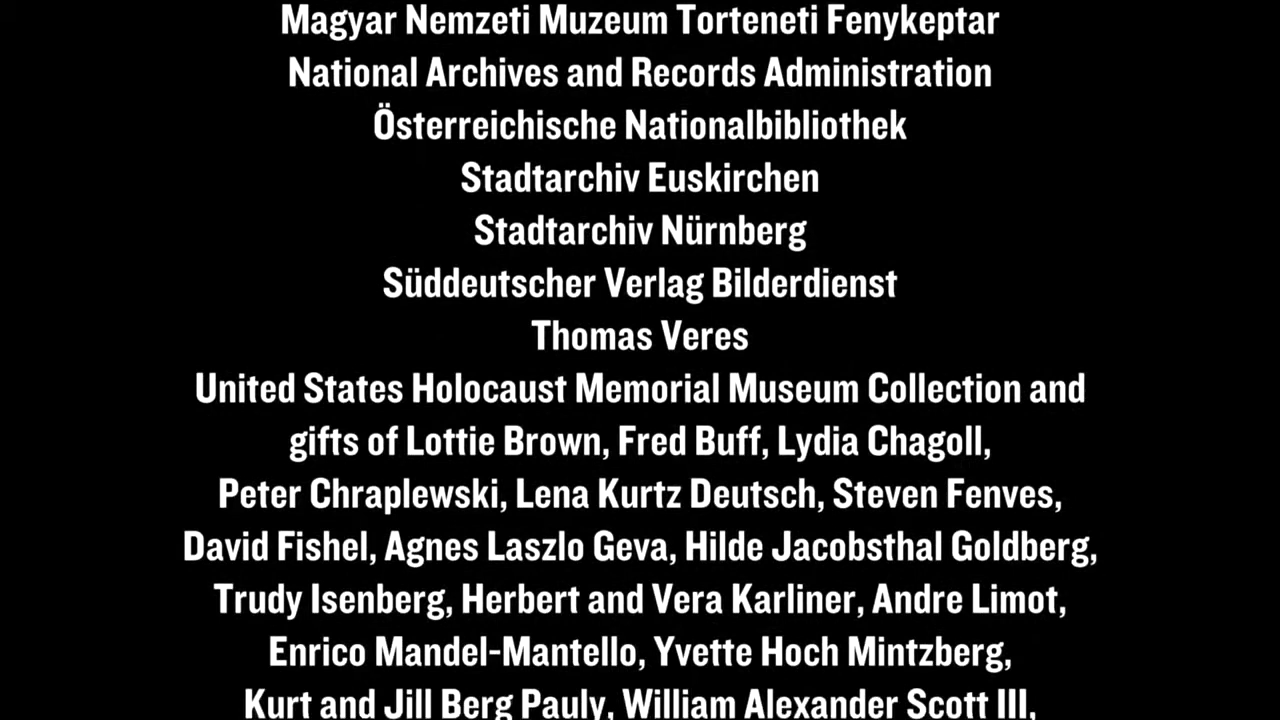 Magyar Nemzeti Muzeum Torteneti Fenykeptar
National Archives and Records Administration
Österreichische Nationalbibliothek
Stadtarchiv Euskirchen
Stadtarchiv Nürnberg
Süddeutscher Verlag Bilderdienst
Thomas Veres
United States Holocaust Memorial Museum Collection and
gifts of Lottie Brown, Fred Buff, Lydia Chagoll,
Peter Chraplewski, Lena Kurtz Deutsch, Steven Fenves,
David Fishel, Agnes Laszlo Geva, Hilde Jacobsthal Goldberg,
Trudy Isenberg, Herbert and Vera Karliner, Andre Limot,
Enrico Mandel-Mantello, Yvette Hoch Mintzberg,
Kurt and Jill Berg Pauly, William Alexander Scott III,